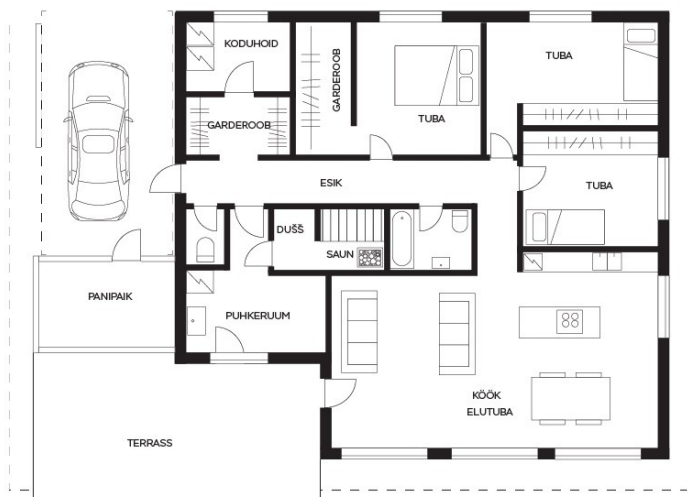 KODUHOID
GARDEROOB
TUBA
TUBA
GARDEROOB
TUBA
ESIK
DUŠŠ
SAUN
PANIPAIK
PUHKERUUM
KÖÖK
ELUTUBA
TERRASS